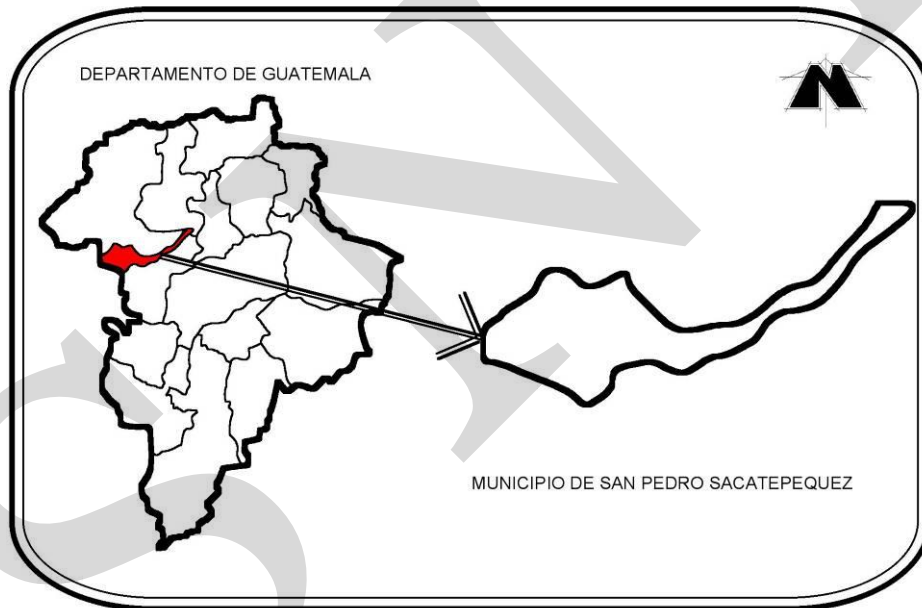 DEPARTAMENTO DE GUATEMALA
N
MUNICIPIO DE SAN PEDRO SACATEPEQUEZ